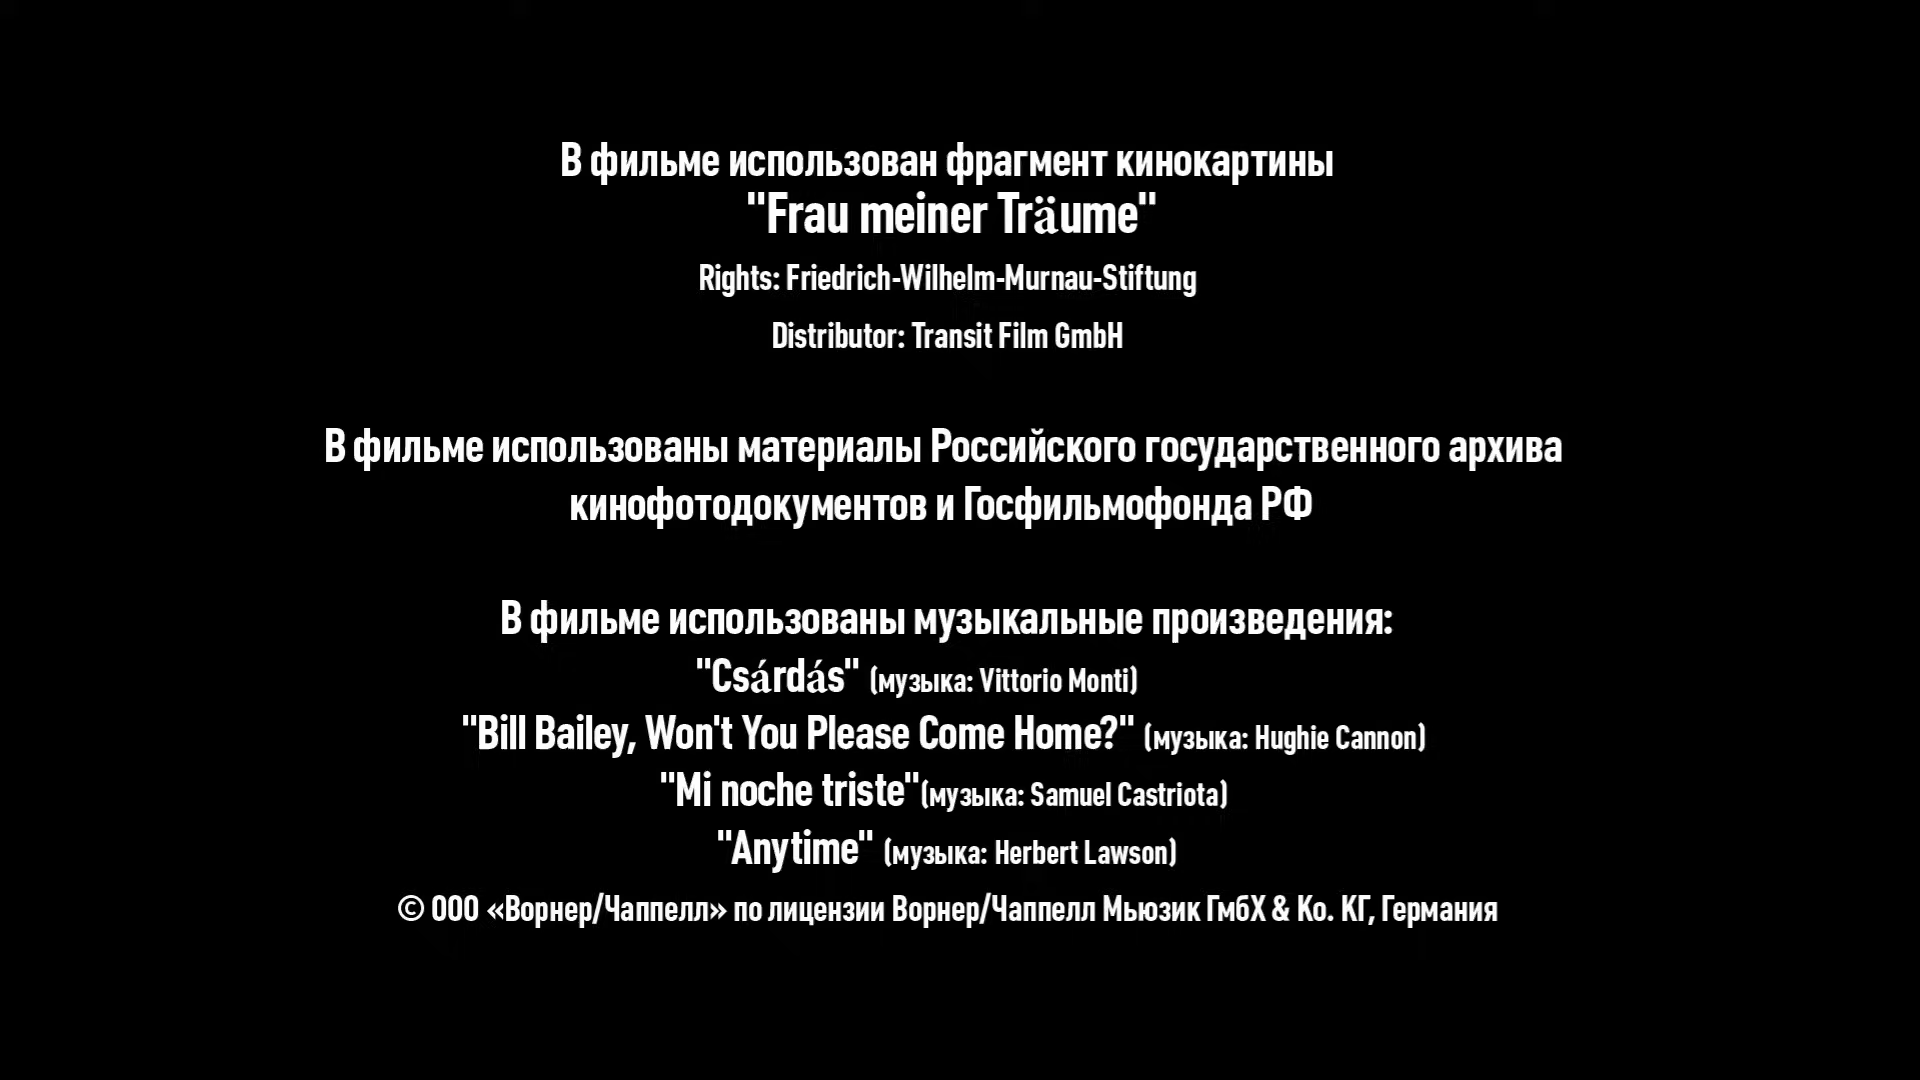 В фильме использован фрагмент кинокартины
"Frau meiner Träume"
Rights: Friedrich-Wilhelm-Murnau-Stiftung
Distributor: Transit Film GmbH
В фильме использованы материалы Российского государственного архива
кинофотодокументов и Госфильмофонда РФ
В фильме использованы музыкальные произведения:
"Csárdás" (музыка: Vittorio Monti)
"Bill Bailey, Won't You Please Come Home?" (музыка: Hughie Cannon)
"Mi noche triste"(музыка: Samuel Castriota)
"Anytime" (музыка: Herbert Lawson)
© ООО «Ворнер/Чаппелл» по лицензии Ворнер/Чаппелл Мьюзик ГмбХ & Ко. КГ, Германия